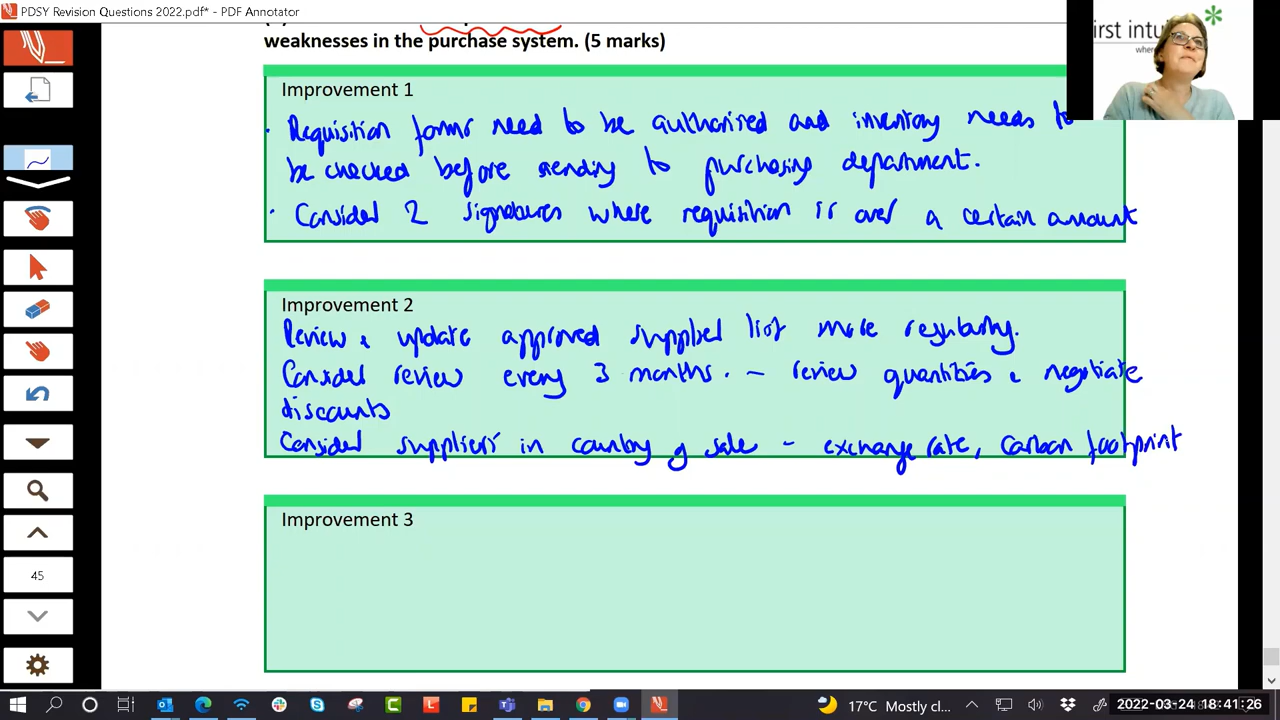 PDSY Revision Questions 2022.pdf* - PDF Annotator
weaknesses in the purchase system. (5 marks)
first intu
whe
Improvement 1
· Requisition forms need to be authorised and inventory needs to
be checked before sending to purchasing department.
· Consider 2 signatures where requisition is over a certain amount
Improvement 2
Review & update approved supplier list more regularly.
Consider review every 3 months. - review quantities & negotiate
discounts
Consider suppliers in country of sale - exchange rate, carbon footprint
Improvement 3
45
17°C Mostly cl...
2022-03-24 18:41:26